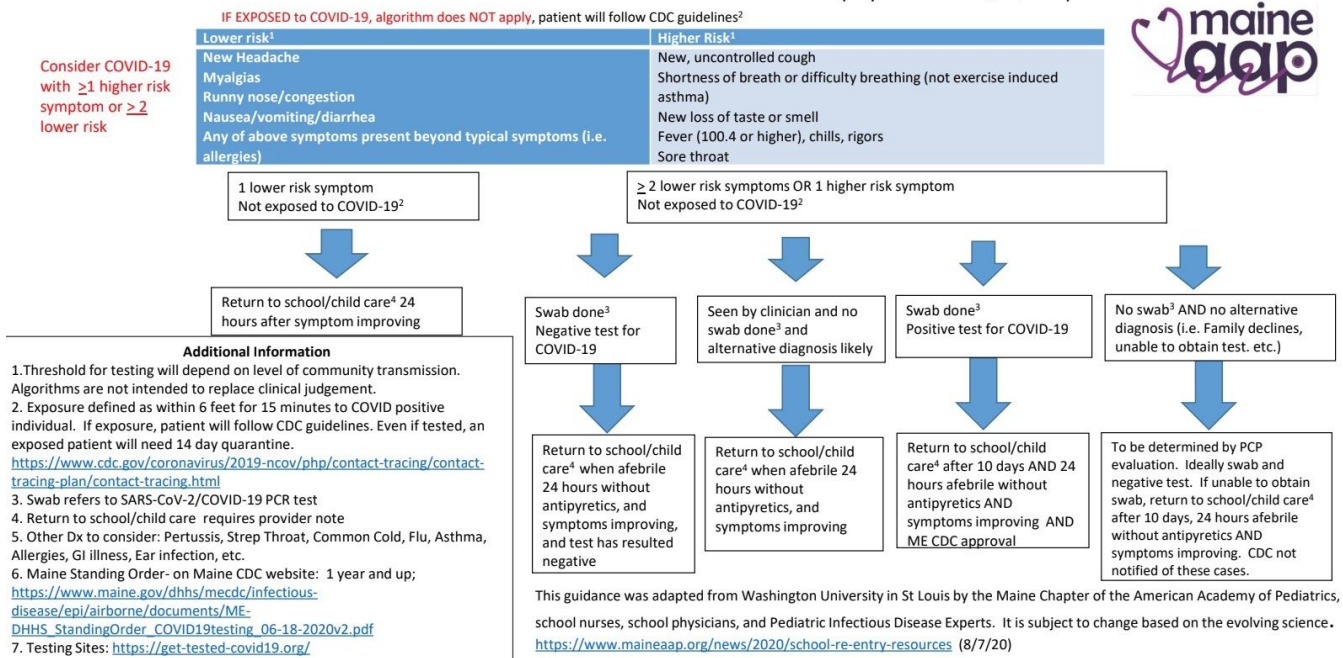 IF EXPOSED to COVID-19, algorithm does NOT apply, patient will follow CDC guidelines²
maine
aap
Consider COVID-19
with >1 higher risk
symptom or > 2
lower risk
Lower risk¹
New Headache
Myalgias
Runny nose/congestion
Nausea/vomiting/diarrhea
Any of above symptoms present beyond typical symptoms (i.e.
allergies)
Higher Risk¹
New, uncontrolled cough
Shortness of breath or difficulty breathing (not exercise induced
asthma)
New loss of taste or smell
Fever (100.4 or higher), chills, rigors
Sore throat
1 lower risk symptom
Not exposed to COVID-19²
> 2 lower risk symptoms OR 1 higher risk symptom
Not exposed to COVID-19²
Return to school/child care⁴ 24
hours after symptom improving
Swab done³
Negative test for
COVID-19
Seen by clinician and no
swab done³ and
alternative diagnosis likely
Swab done³
Positive test for COVID-19
No swab³ AND no alternative
diagnosis (i.e. Family declines,
unable to obtain test. etc.)
Return to school/child
care⁴ when afebrile
24 hours without
antipyretics, and
symptoms improving,
and test has resulted
negative
Return to school/child
care⁴ when afebrile 24
hours without
antipyretics, and
symptoms improving
Return to school/child
care⁴ after 10 days AND 24
hours afebrile without
antipyretics AND
symptoms improving AND
ME CDC approval
To be determined by PCP
evaluation. Ideally swab and
negative test. If unable to obtain
swab, return to school/child care⁴
after 10 days, 24 hours afebrile
without antipyretics AND
symptoms improving. CDC not
notified of these cases.
Additional Information
1.Threshold for testing will depend on level of community transmission.
Algorithms are not intended to replace clinical judgement.
2. Exposure defined as within 6 feet for 15 minutes to COVID positive
individual. If exposure, patient will follow CDC guidelines. Even if tested, an
exposed patient will need 14 day quarantine.
https://www.cdc.gov/coronavirus/2019-ncov/php/contact-tracing/contact-
tracing-plan/contact-tracing.html
3. Swab refers to SARS-CoV-2/COVID-19 PCR test
4. Return to school/child care requires provider note
5. Other Dx to consider: Pertussis, Strep Throat, Common Cold, Flu, Asthma,
Allergies, GI illness, Ear infection, etc.
6. Maine Standing Order- on Maine CDC website: 1 year and up;
https://www.maine.gov/dhhs/mecdc/infectious-
disease/epi/airborne/documents/ME-
DHHS_StandingOrder_COVID19testing_06-18-2020v2.pdf
7. Testing Sites: https://get-tested-covid19.org/
This guidance was adapted from Washington University in St Louis by the Maine Chapter of the American Academy of Pediatrics,
school nurses, school physicians, and Pediatric Infectious Disease Experts. It is subject to change based on the evolving science.
https://www.maineaap.org/news/2020/school-re-entry-resources (8/7/20)